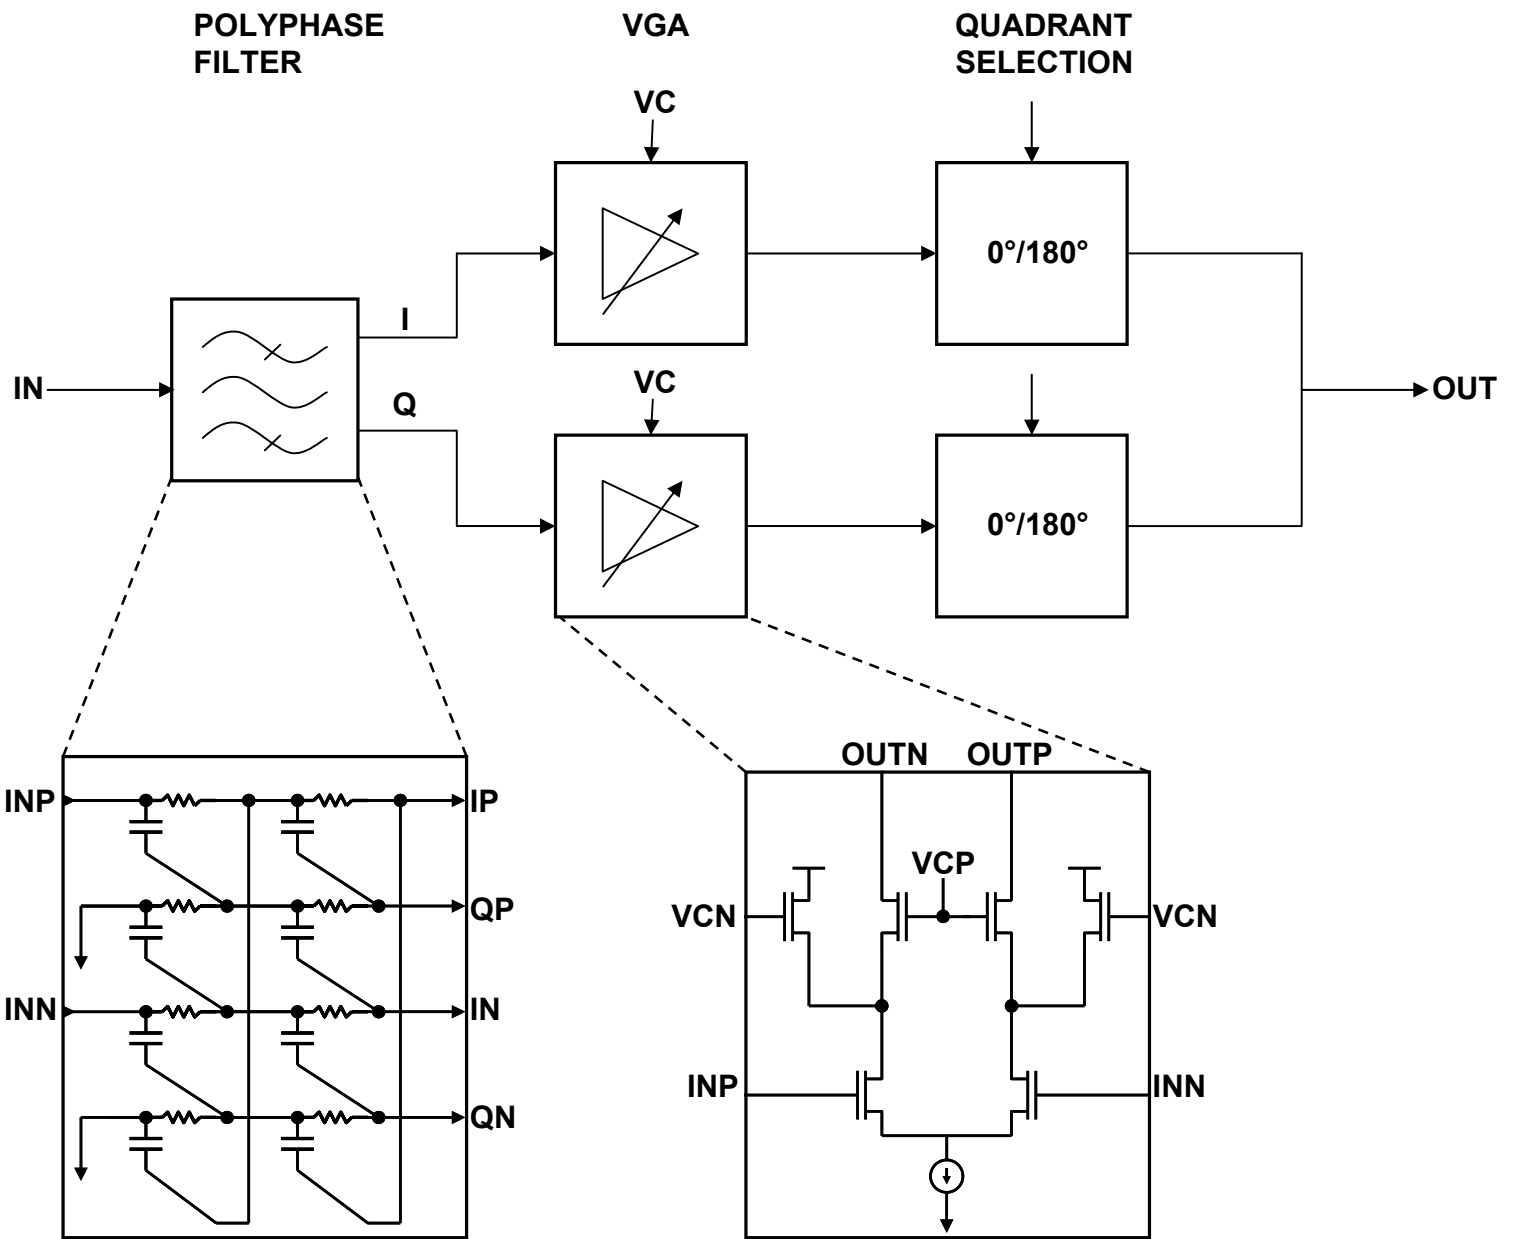 POLYPHASE
FILTER
VGA
QUADRANT
SELECTION
VC
0°/180°
I
IN
OUT
Q
VC
0°/180°
OUTN OUTP
INP
IP
VCP
QP
VCN
VCN
INN
IN
INP
INN
QN